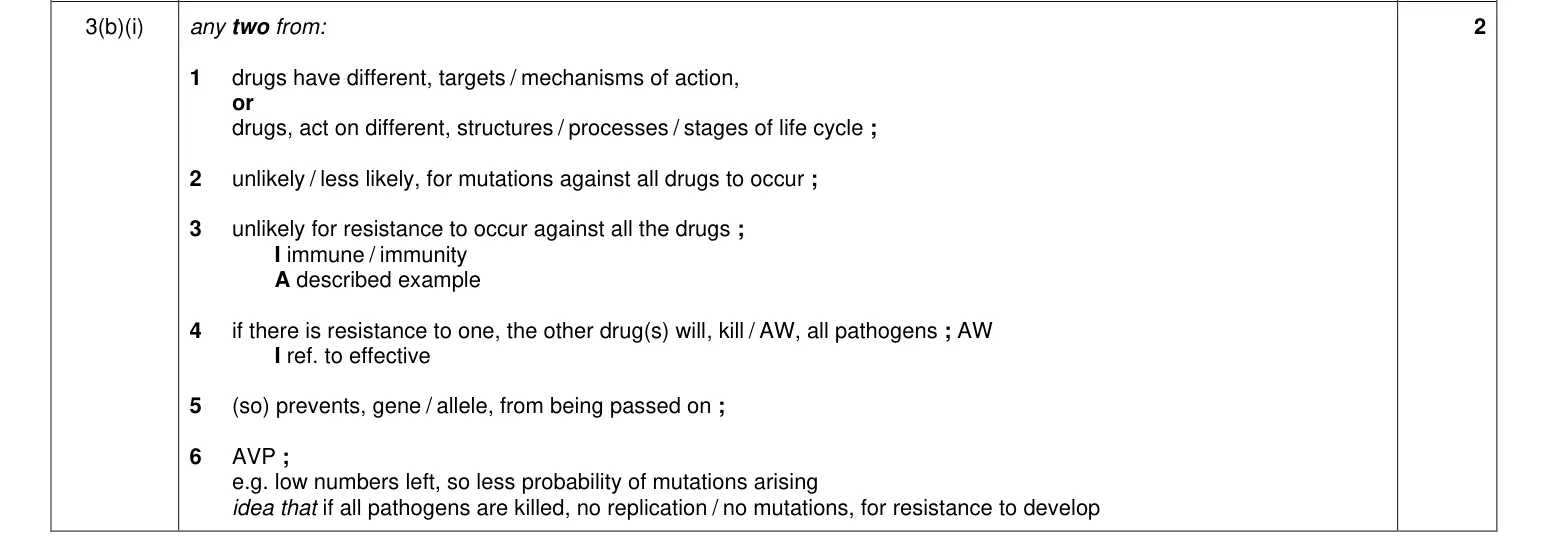 3(b)(i) any two from: 2
1 drugs have different, targets / mechanisms of action,
or
drugs, act on different, structures / processes / stages of life cycle ;
2 unlikely / less likely, for mutations against all drugs to occur ;
3 unlikely for resistance to occur against all the drugs ;
I immune / immunity
A described example
4 if there is resistance to one, the other drug(s) will, kill / AW, all pathogens ; AW
I ref. to effective
5 (so) prevents, gene / allele, from being passed on ;
6 AVP ;
e.g. low numbers left, so less probability of mutations arising
idea that if all pathogens are killed, no replication / no mutations, for resistance to develop